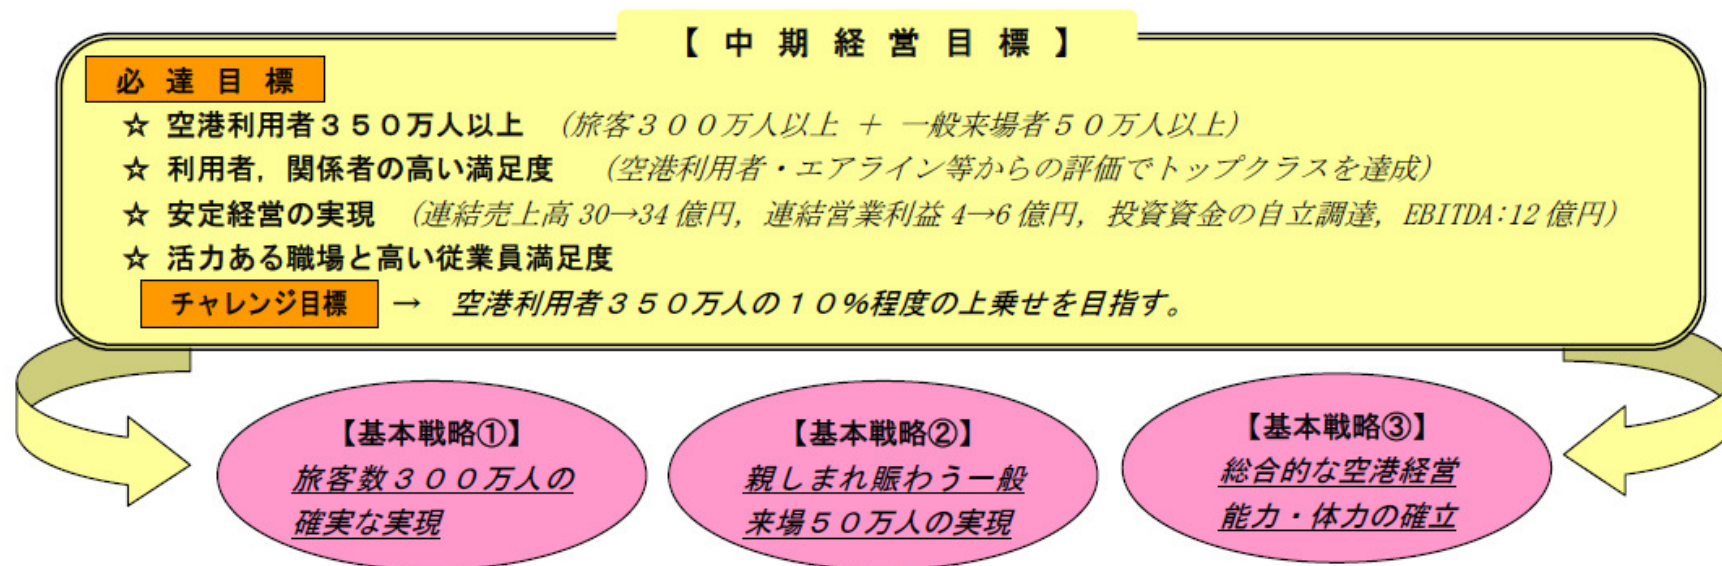 【 中 期 経 営 目 標 】
必 達 目 標
☆ 空港利用者３５０万人以上 （旅客３００万人以上 ＋ 一般来場者５０万人以上）
☆ 利用者，関係者の高い満足度 （空港利用者・エアライン等からの評価でトップクラスを達成）
☆ 安定経営の実現 （連結売上高 30→34 億円，連結営業利益 4→6 億円，投資資金の自立調達，EBITDA:12 億円）
☆ 活力ある職場と高い従業員満足度
チャレンジ目標 → 空港利用者３５０万人の１０％程度の上乗せを目指す。
【基本戦略①】
旅客数３００万人の
確実な実現
【基本戦略②】
親しまれ賑わう一般
来場５０万人の実現
【基本戦略③】
総合的な空港経営
能力・体力の確立